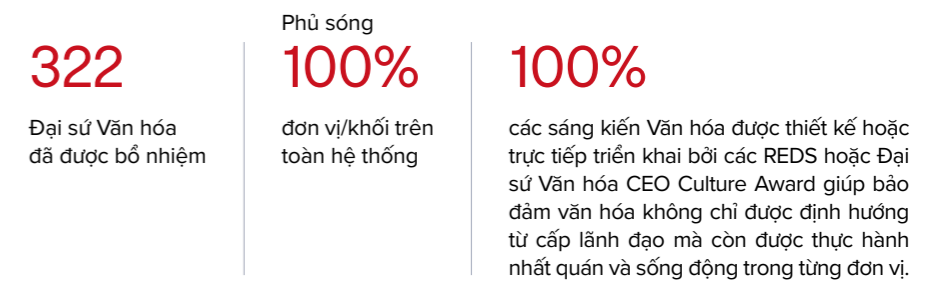 322
Đại sứ Văn hóa
đã được bổ nhiệm
Phủ sóng
100%
đơn vị/khối trên
toàn hệ thống
100%
các sáng kiến Văn hóa được thiết kế hoặc
trực tiếp triển khai bởi các REDS hoặc Đại
sứ Văn hóa CEO Culture Award giúp bảo
đảm văn hóa không chỉ được định hướng
từ cấp lãnh đạo mà còn được thực hành
nhất quán và sống động trong từng đơn vị.